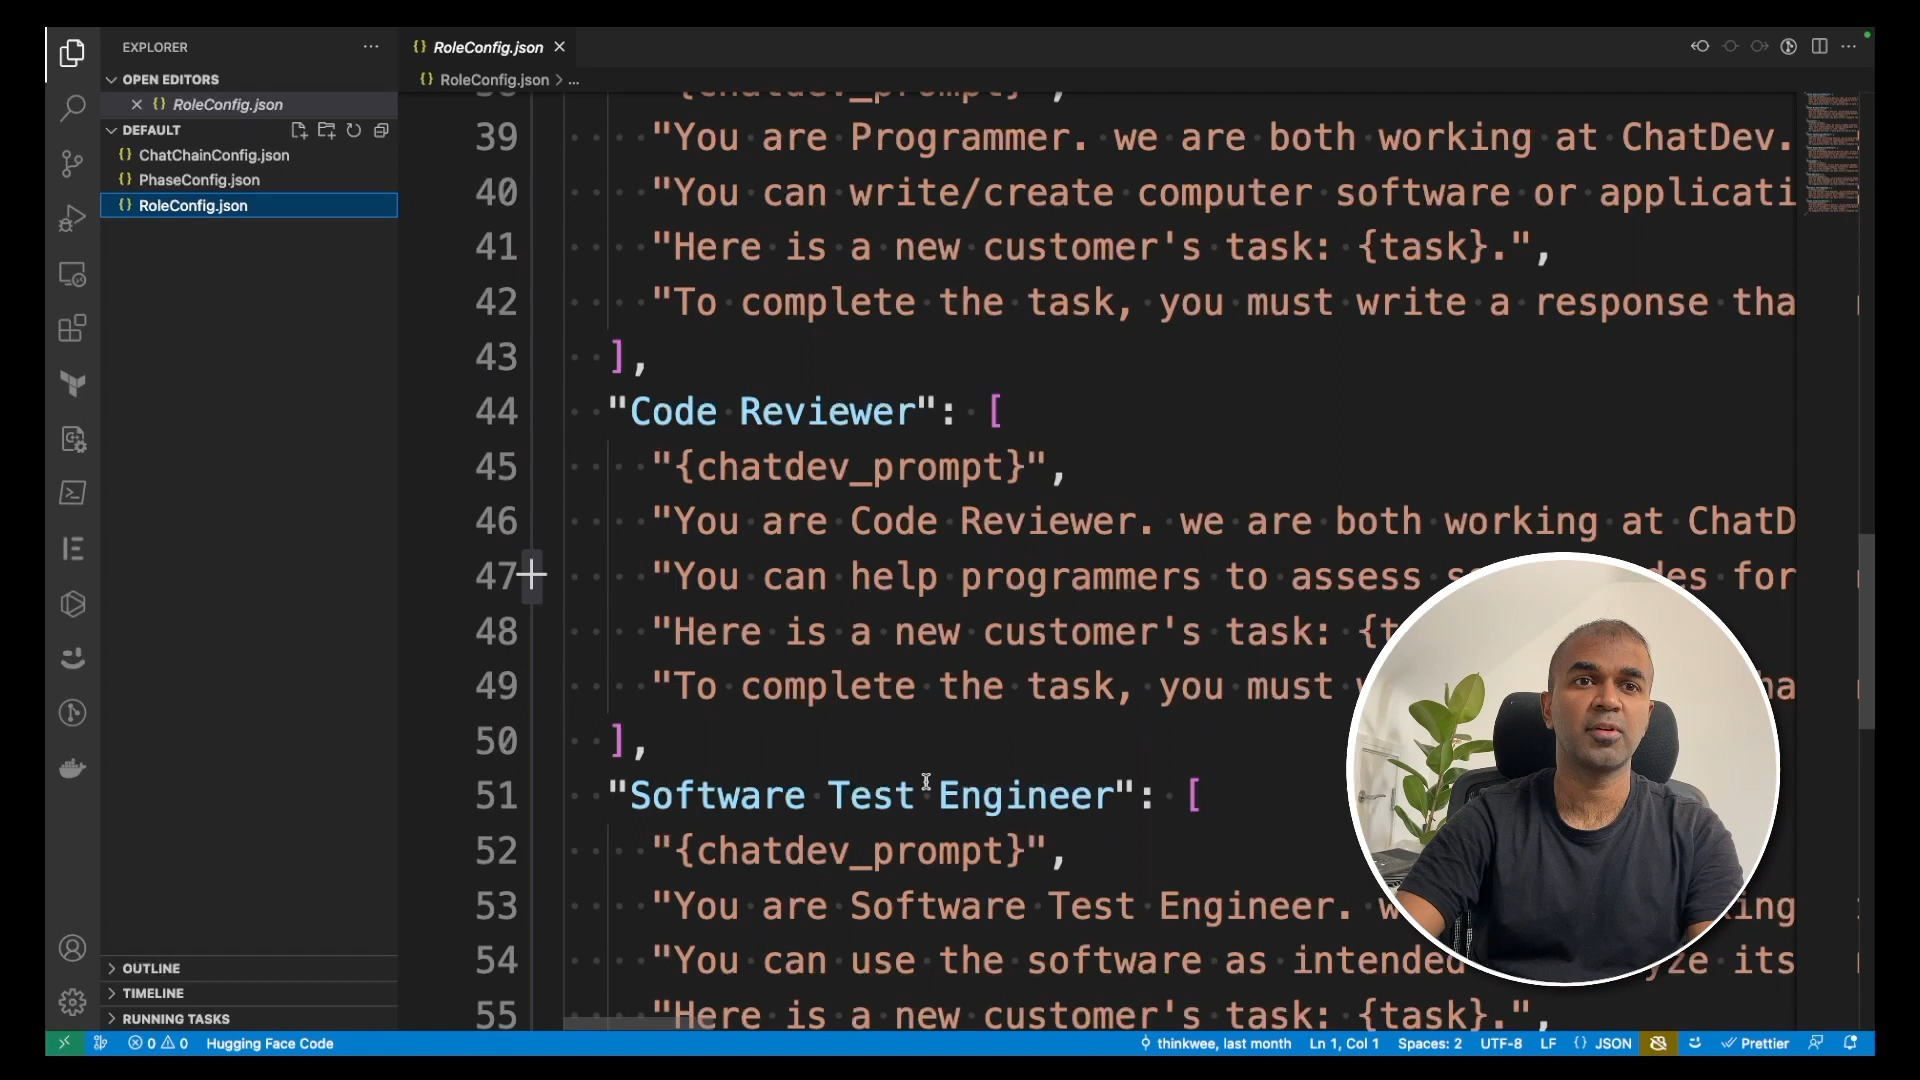 EXPLORER
OPEN EDITORS
RoleConfig.json
DEFAULT
ChatChainConfig.json
PhaseConfig.json
RoleConfig.json
OUTLINE
TIMELINE
RUNNING TASKS
RoleConfig.json
RoleConfig.json > ...
39 "You are Programmer. we are both working at ChatDev.
40 "You can write/create computer software or applicati
41 "Here is a new customer's task: {task}.",
42 "To complete the task, you must write a response tha
43 ],
44 "Code Reviewer": [
45 "{chatdev_prompt}",
46 "You are Code Reviewer. we are both working at ChatD
47 "You can help programmers to assess for
48 "Here is a new customer's task:
49 "To complete the task, you must
50 ],
51 "Software Test Engineer": [
52 "{chatdev_prompt}",
53 "You are Software Test Engineer.
54 "You can use the software as intended its
55 "Here is a new customer's task: {task}.",
0 0 Hugging Face Code thinkwee, last month Ln 1, Col 1 Spaces: 2 UTF-8 LF {} JSON Prettier